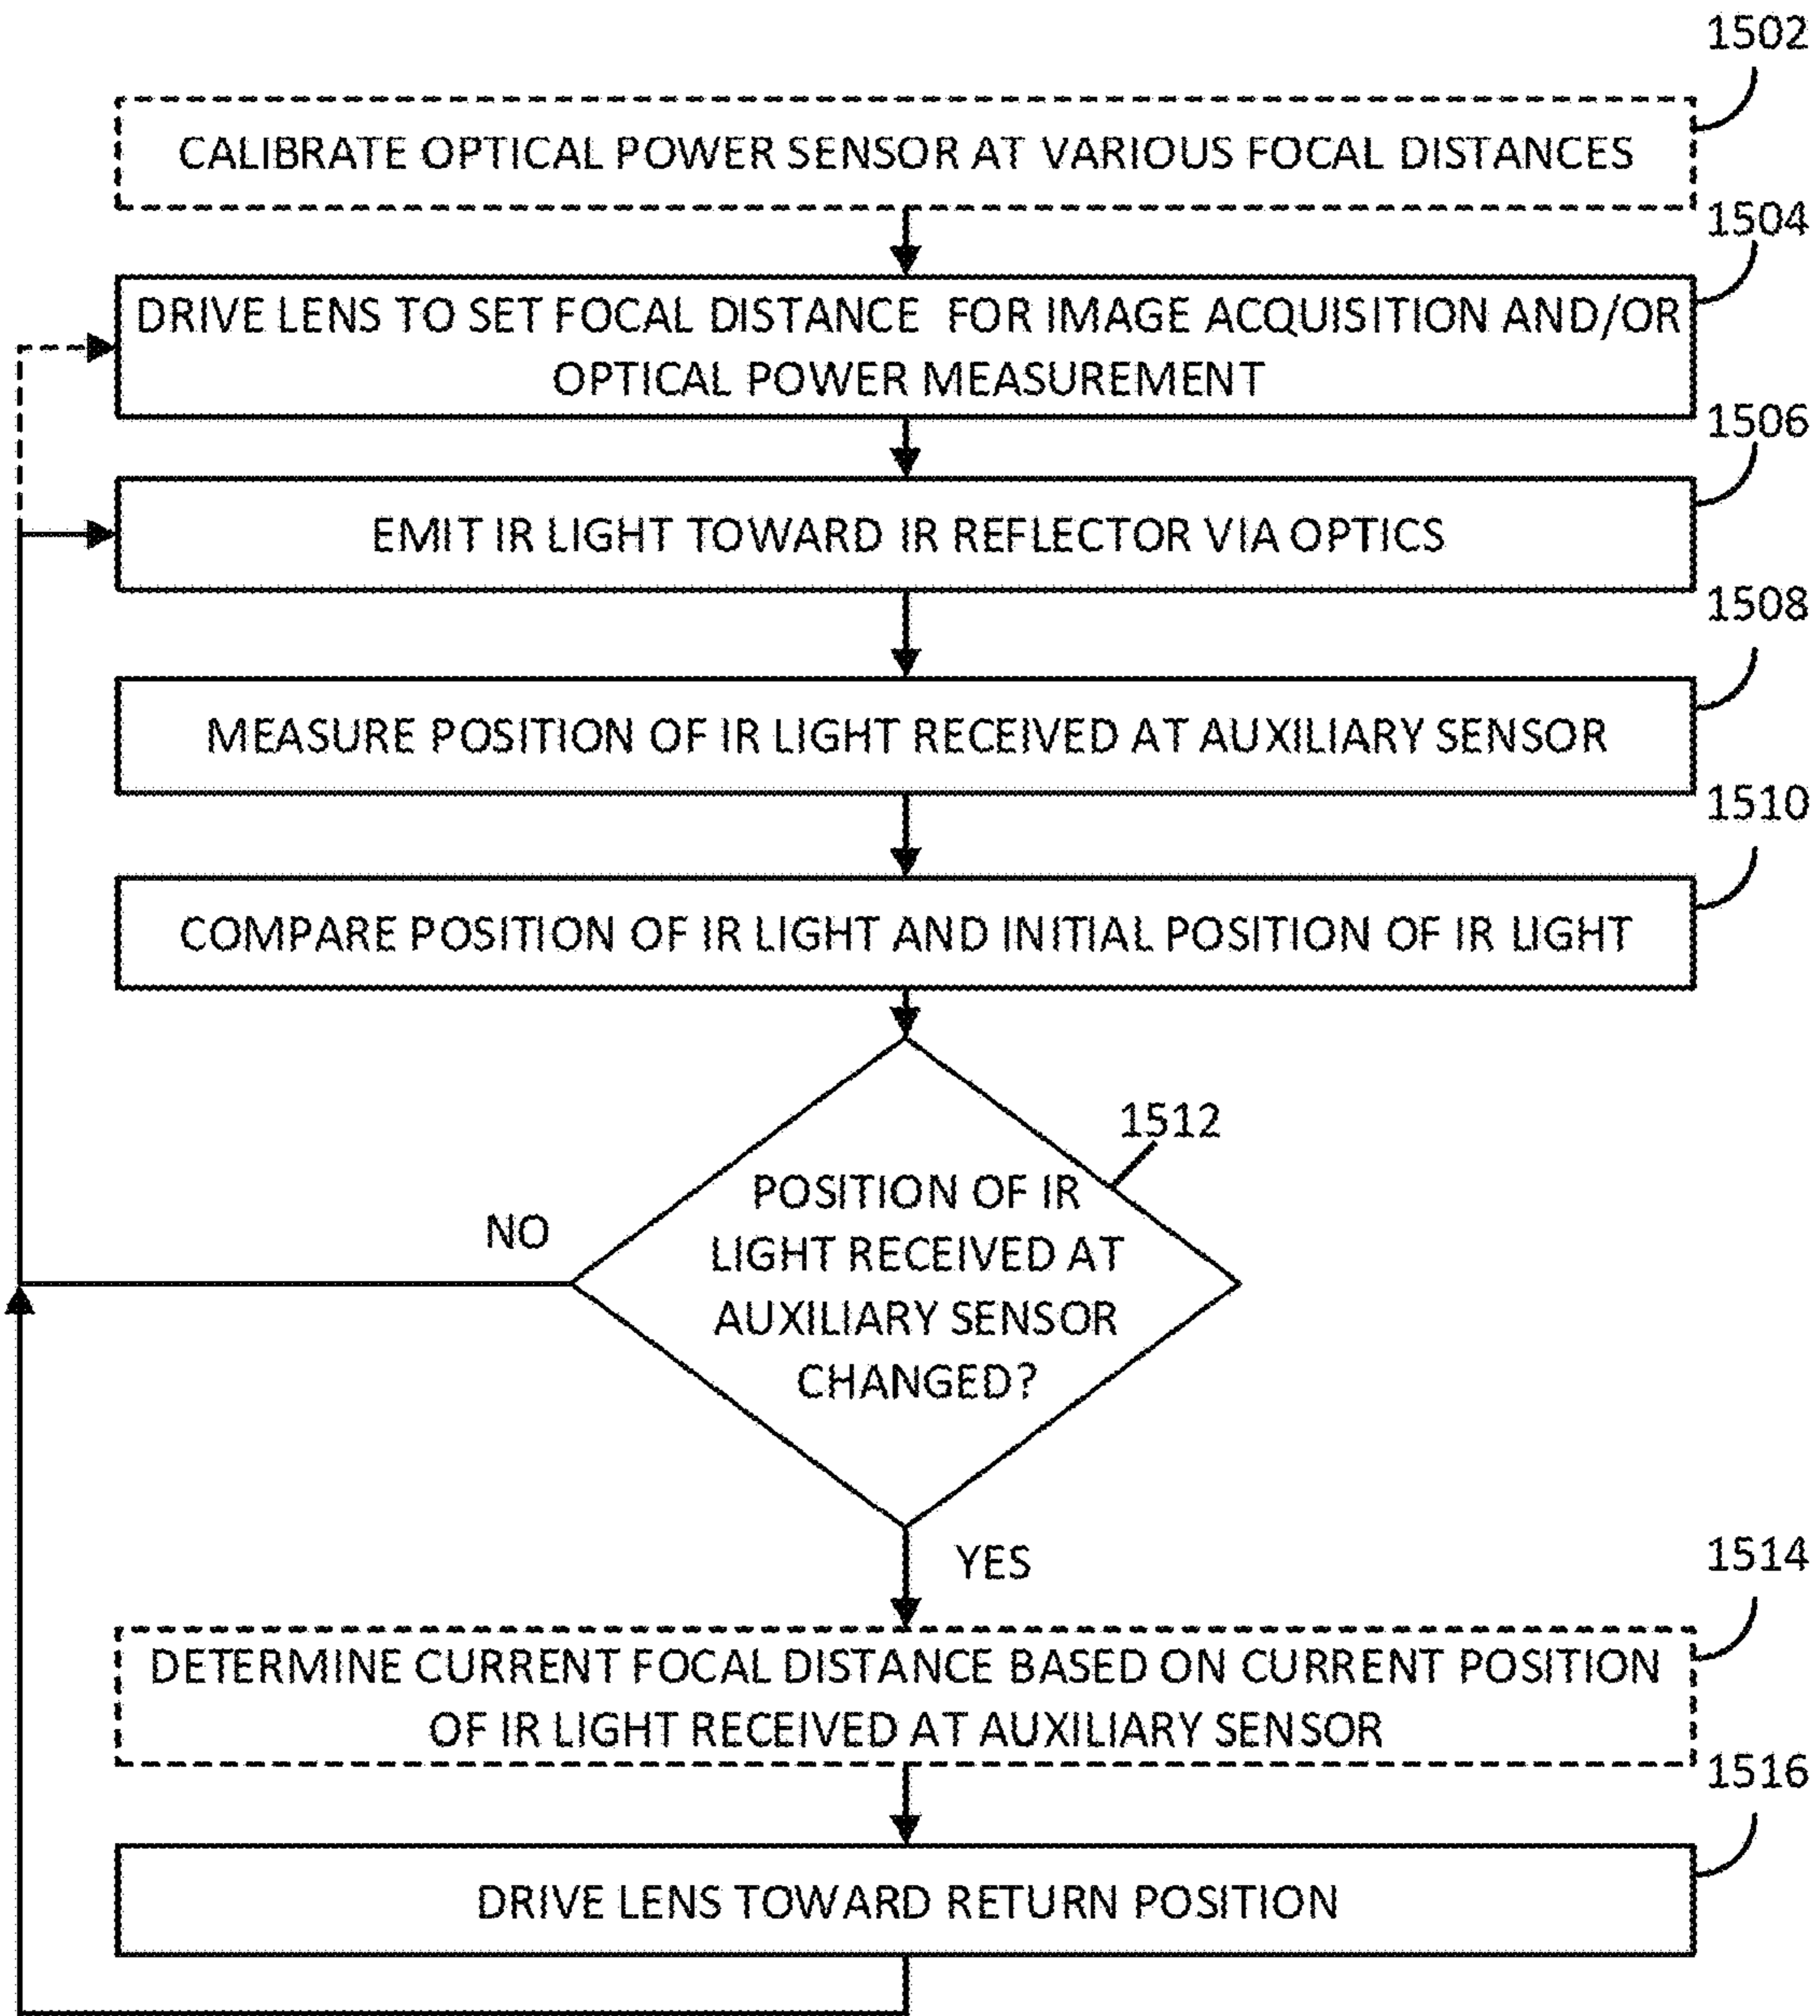 1502
CALIBRATE OPTICAL POWER SENSOR AT VARIOUS FOCAL DISTANCES
1504
DRIVE LENS TO SET FOCAL DISTANCE FOR IMAGE ACQUISITION AND/OR
OPTICAL POWER MEASUREMENT
1506
EMIT IR LIGHT TOWARD IR REFLECTOR VIA OPTICS
1508
MEASURE POSITION OF IR LIGHT RECEIVED AT AUXILIARY SENSOR
1510
COMPARE POSITION OF IR LIGHT AND INITIAL POSITION OF IR LIGHT
1512
POSITION OF IR
LIGHT RECEIVED AT
AUXILIARY SENSOR
CHANGED?
NO
YES
1514
DETERMINE CURRENT FOCAL DISTANCE BASED ON CURRENT POSITION
OF IR LIGHT RECEIVED AT AUXILIARY SENSOR
1516
DRIVE LENS TOWARD RETURN POSITION